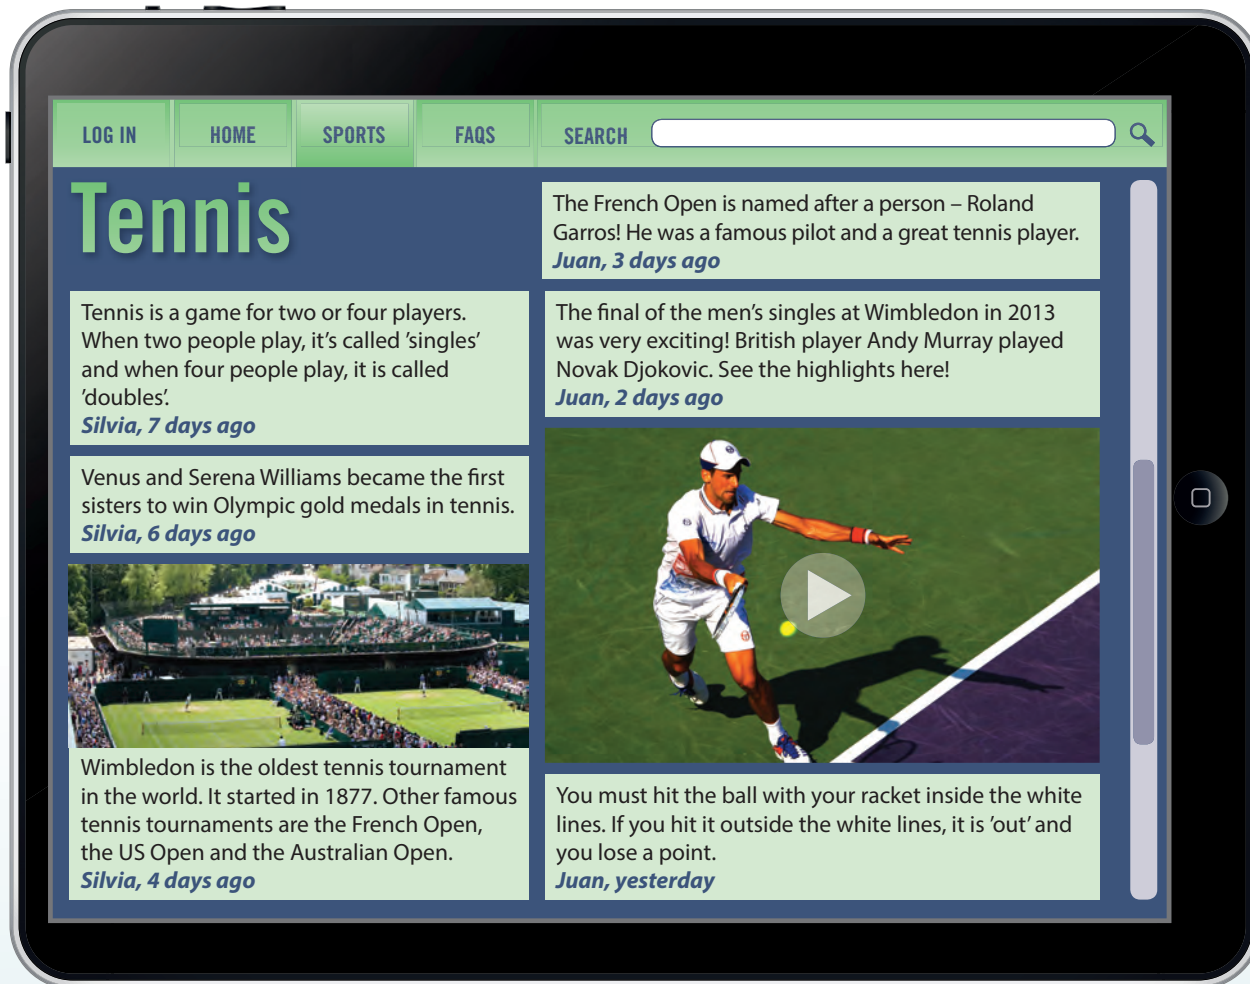 LOG IN
HOME
SPORTS
FAQS
SEARCH
Tennis
Tennis is a game for two or four players.
When two people play, it’s called ’singles’
and when four people play, it is called
’doubles’.
Silvia, 7 days ago
Venus and Serena Williams became the first
sisters to win Olympic gold medals in tennis.
Silvia, 6 days ago
Wimbledon is the oldest tennis tournament
in the world. It started in 1877. Other famous
tennis tournaments are the French Open,
the US Open and the Australian Open.
Silvia, 4 days ago
The French Open is named after a person – Roland
Garros! He was a famous pilot and a great tennis player.
Juan, 3 days ago
The final of the men’s singles at Wimbledon in 2013
was very exciting! British player Andy Murray played
Novak Djokovic. See the highlights here!
Juan, 2 days ago
You must hit the ball with your racket inside the white
lines. If you hit it outside the white lines, it is ’out’ and
you lose a point.
Juan, yesterday